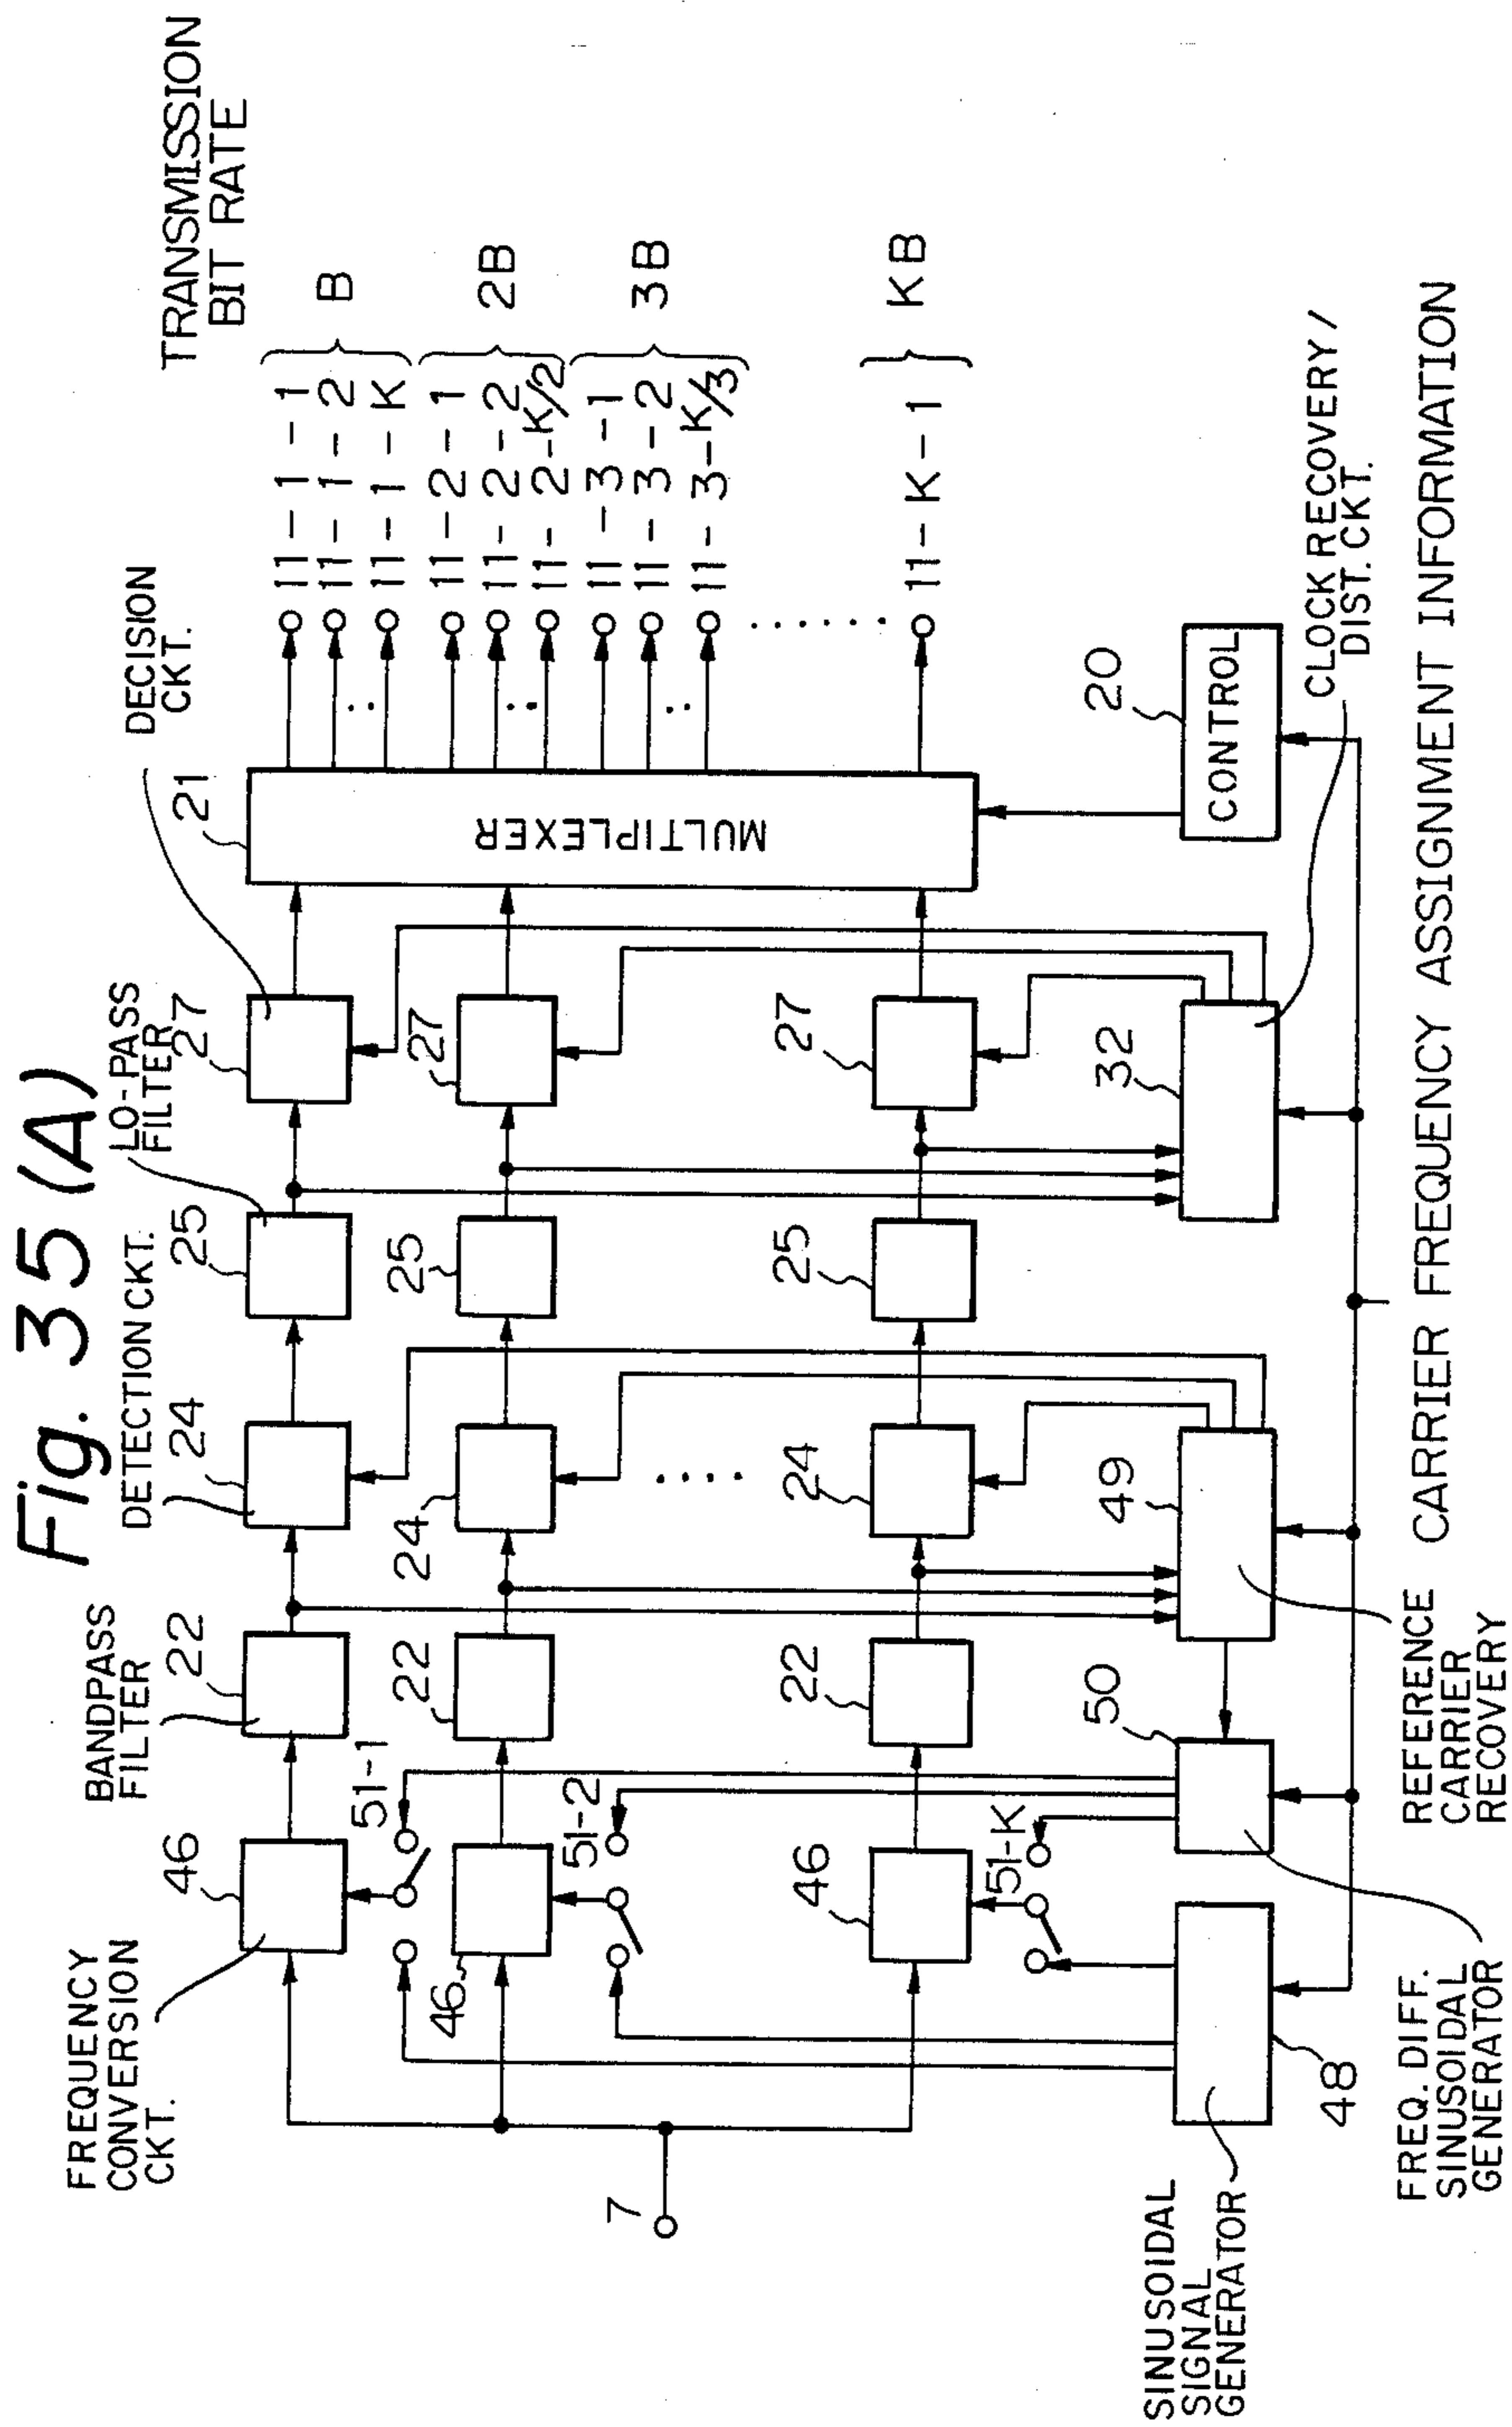 Fig. 35 (A)
FREQUENCY
CONVERSION
CKT.
BANDPASS
FILTER
DETECTION CKT.
LO-PASS
FILTER
DECISION
CKT.
TRANSMISSION
BIT RATE
46
22
24
25
27
21
51-1
11-1-1
11-1-2
11-1-K
B
46
22
24
25
27
51-2
11-2-1
11-2-2
11-2-K/2
2B
MULTIPLEXER
11-3-1
11-3-2
11-3-K/3
3B
7
46
22
24
25
27
51-K
11-K-1
KB
48
50
49
32
20
CONTROL
SINUSOIDAL
SIGNAL
GENERATOR
FREQ. DIFF.
SINUSOIDAL
GENERATOR
REFERENCE
CARRIER
RECOVERY
CLOCK RECOVERY /
DIST. CKT.
CARRIER FREQUENCY ASSIGNMENT INFORMATION